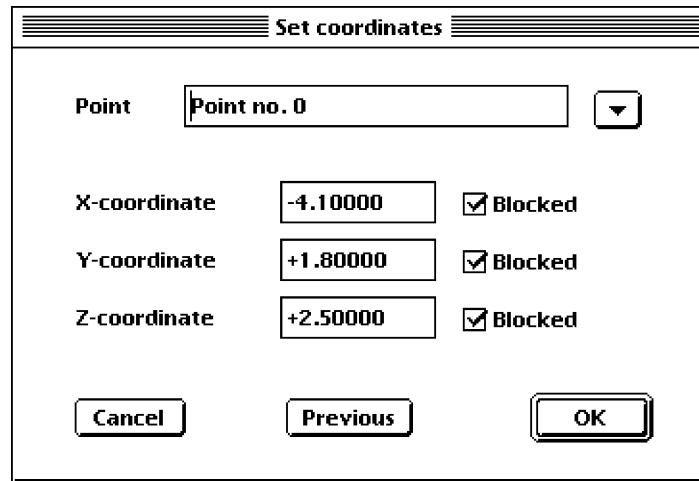 Set coordinates
Point Point no. 0
X-coordinate -4.10000 Blocked
Y-coordinate +1.80000 Blocked
Z-coordinate +2.50000 Blocked
Cancel Previous OK